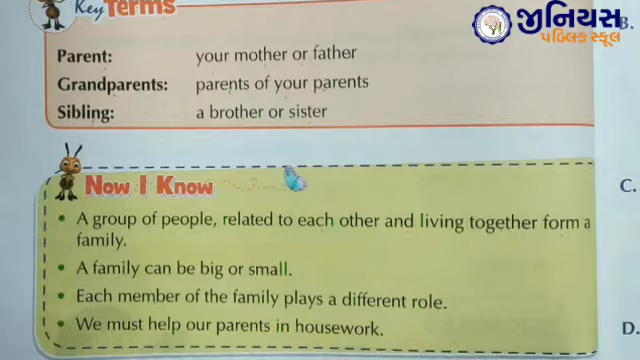 Key Terms
જીનિયસ
પબ્લિક સ્કૂલ
B.
Parent: your mother or father
Grandparents: parents of your parents
Sibling: a brother or sister
Now I Know
C.
• A group of people, related to each other and living together form a
family.
• A family can be big or small.
• Each member of the family plays a different role.
• We must help our parents in housework.
D.